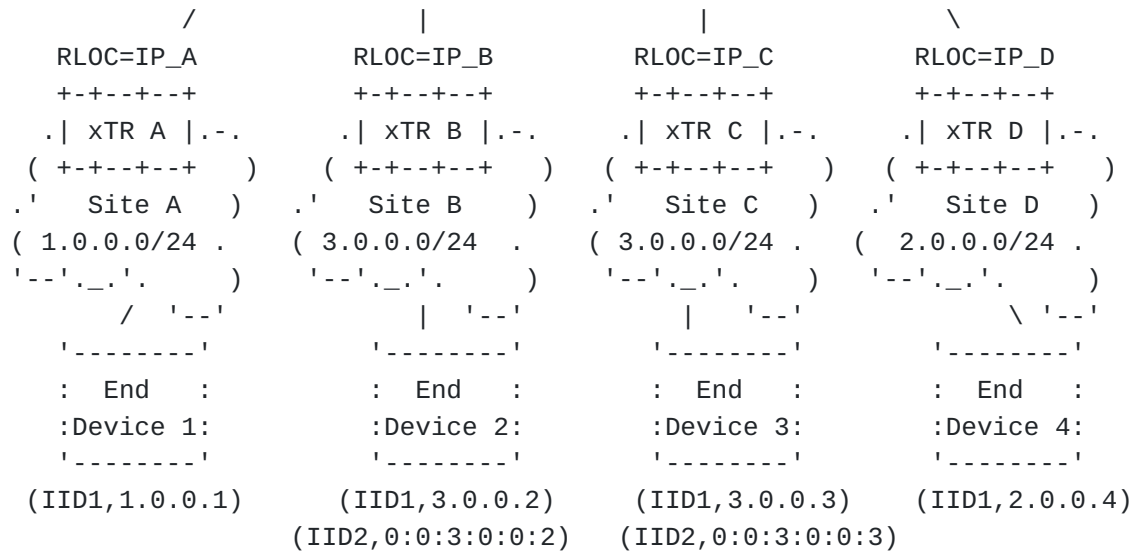 /              |                 |               \
    RLOC=IP_A          RLOC=IP_B         RLOC=IP_C         RLOC=IP_D
    +-+--+--+          +-+--+--+         +-+--+--+         +-+--+--+
   .| xTR A |.-.      .| xTR B |.-.     .| xTR C |.-.     .| xTR D |.-.
  ( +-+--+--+   )    ( +-+--+--+   )   ( +-+--+--+   )   ( +-+--+--+   )
.'   Site A   )    .'   Site B    )   .'   Site C   )   .'   Site D    )
( 1.0.0.0/24 .     ( 3.0.0.0/24  .    ( 3.0.0.0/24 .    (  2.0.0.0/24 .
'--'._.'.     )     '--'._.'.     )    '--'._.'.    )    '--'._.'.     )
        /  '--'            |  '--'          |   '--'            \ '--'
    '--------'         '--------'        '--------'        '--------'
    :  End   :         :  End   :        :  End   :        :  End   :
    :Device 1:         :Device 2:        :Device 3:        :Device 4:
    '--------'         '--------'        '--------'        '--------'
 (IID1,1.0.0.1)     (IID1,3.0.0.2)     (IID1,3.0.0.3)    (IID1,2.0.0.4)
                  (IID2,0:0:3:0:0:2)  (IID2,0:0:3:0:0:3)